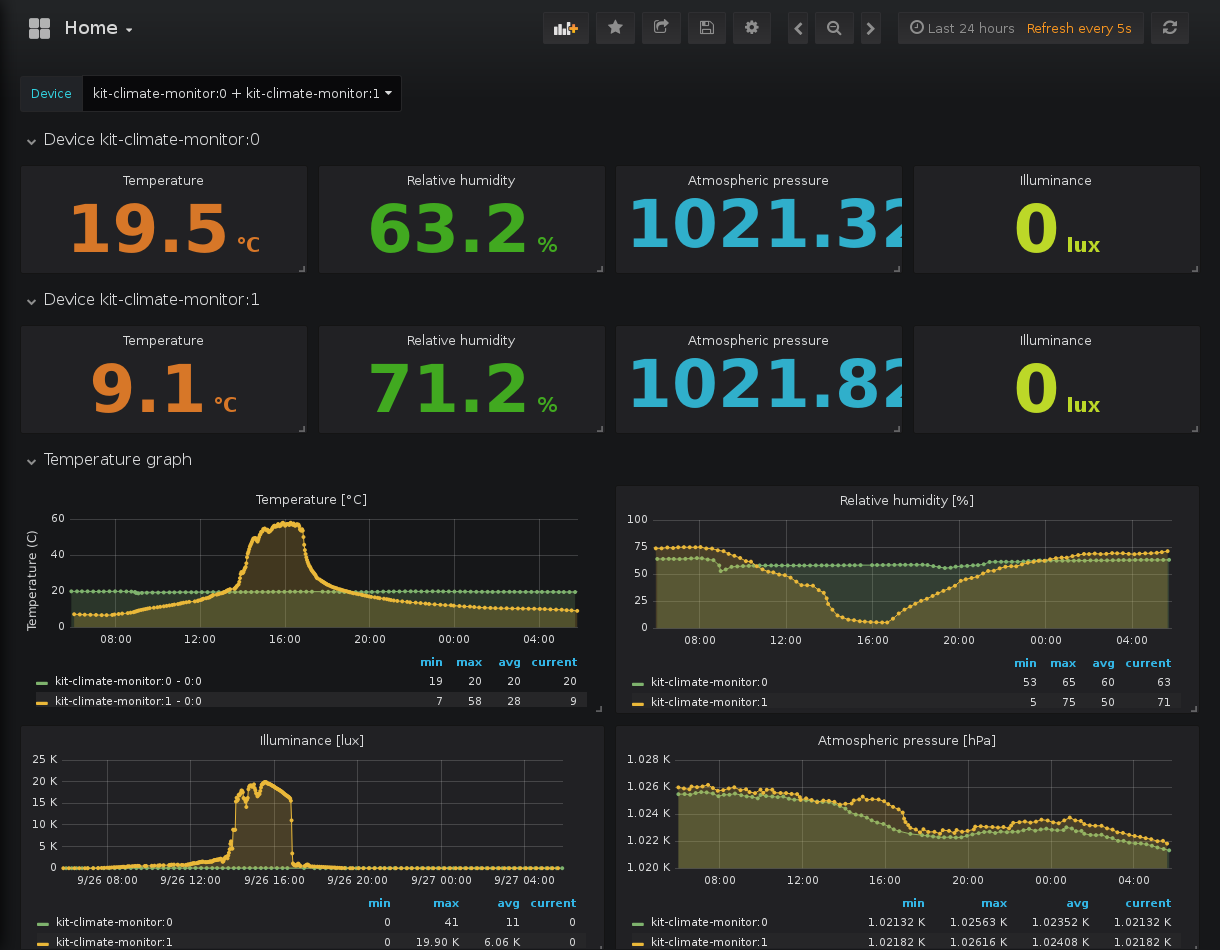 Home
Last 24 hours Refresh every 5s
Device kit-climate-monitor:0 + kit-climate-monitor:1
Device kit-climate-monitor:0
Temperature Relative humidity Atmospheric pressure Illuminance
19.5 °C 63.2 % 1021.32 0 lux
Device kit-climate-monitor:1
Temperature Relative humidity Atmospheric pressure Illuminance
9.1 °C 71.2 % 1021.82 0 lux
Temperature graph
Temperature [°C]
Temperature (C)
60
40
20
0
08:00 12:00 16:00 20:00 00:00 04:00
min max avg current
kit-climate-monitor:0 - 0:0 19 20 20 20
kit-climate-monitor:1 - 0:0 7 58 28 9
Relative humidity [%]
100
75
50
25
0
08:00 12:00 16:00 20:00 00:00 04:00
min max avg current
kit-climate-monitor:0 53 65 60 63
kit-climate-monitor:1 5 75 50 71
Illuminance [lux]
25 K
20 K
15 K
10 K
5 K
0
9/26 08:00 9/26 12:00 9/26 16:00 9/26 20:00 9/27 00:00 9/27 04:00
min max avg current
kit-climate-monitor:0 0 41 11 0
kit-climate-monitor:1 0 19.90 K 6.06 K 0
Atmospheric pressure [hPa]
1.028 K
1.026 K
1.024 K
1.022 K
1.020 K
08:00 12:00 16:00 20:00 00:00 04:00
min max avg current
kit-climate-monitor:0 1.02132 K 1.02563 K 1.02352 K 1.02132 K
kit-climate-monitor:1 1.02182 K 1.02616 K 1.02408 K 1.02182 K